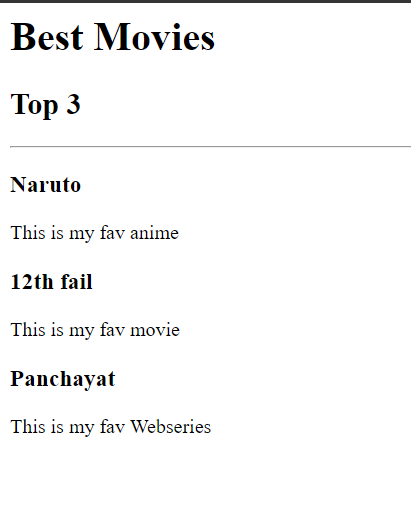 Best Movies
Top 3
Naruto
This is my fav anime
12th fail
This is my fav movie
Panchayat
This is my fav Webseries